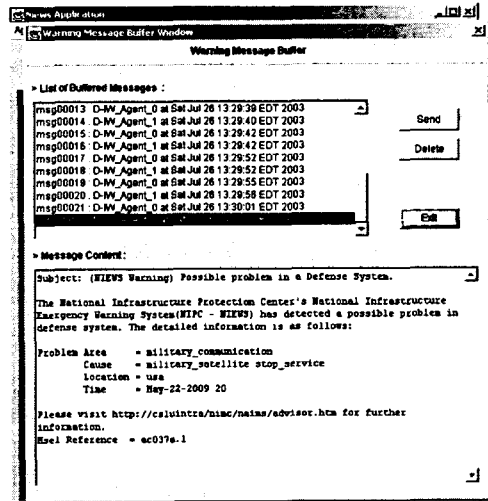 News Application
Warning Message Buffer Window
Warning Message Buffer
» List of Buffered Messages :
msg00013 : D-IW_Agent_0 at Sat Jul 26 13:29:39 EDT 2003
msg00014 : D-IW_Agent_1 at Sat Jul 26 13:29:40 EDT 2003
msg00015 : D-IW_Agent_0 at Sat Jul 26 13:29:42 EDT 2003
msg00016 : D-IW_Agent_1 at Sat Jul 26 13:29:42 EDT 2003
msg00017 : D-IW_Agent_0 at Sat Jul 26 13:29:52 EDT 2003
msg00018 : D-IW_Agent_1 at Sat Jul 26 13:29:52 EDT 2003
msg00019 : D-IW_Agent_0 at Sat Jul 26 13:29:55 EDT 2003
msg00020 : D-IW_Agent_1 at Sat Jul 26 13:29:58 EDT 2003
msg00021 : D-IW_Agent_0 at Sat Jul 26 13:30:01 EDT 2003
Send
Delete
Exit
» Message Content :
Subject: (NIEWS Warning) Possible problem in a Defense System.
The National Infrastructure Protection Center's National Infrastructure
Emergency Warning System(NIPC - NIEWS) has detected a possible problem in
defense system. The detailed information is as follows:
Problem Area = military_communication
Cause = military_satellite stop_service
Location = usa
Time = May-22-2009 20
Please visit http://csluintra/nimc/naims/advisor.htm for further
information.
Msel Reference = ac037a.1